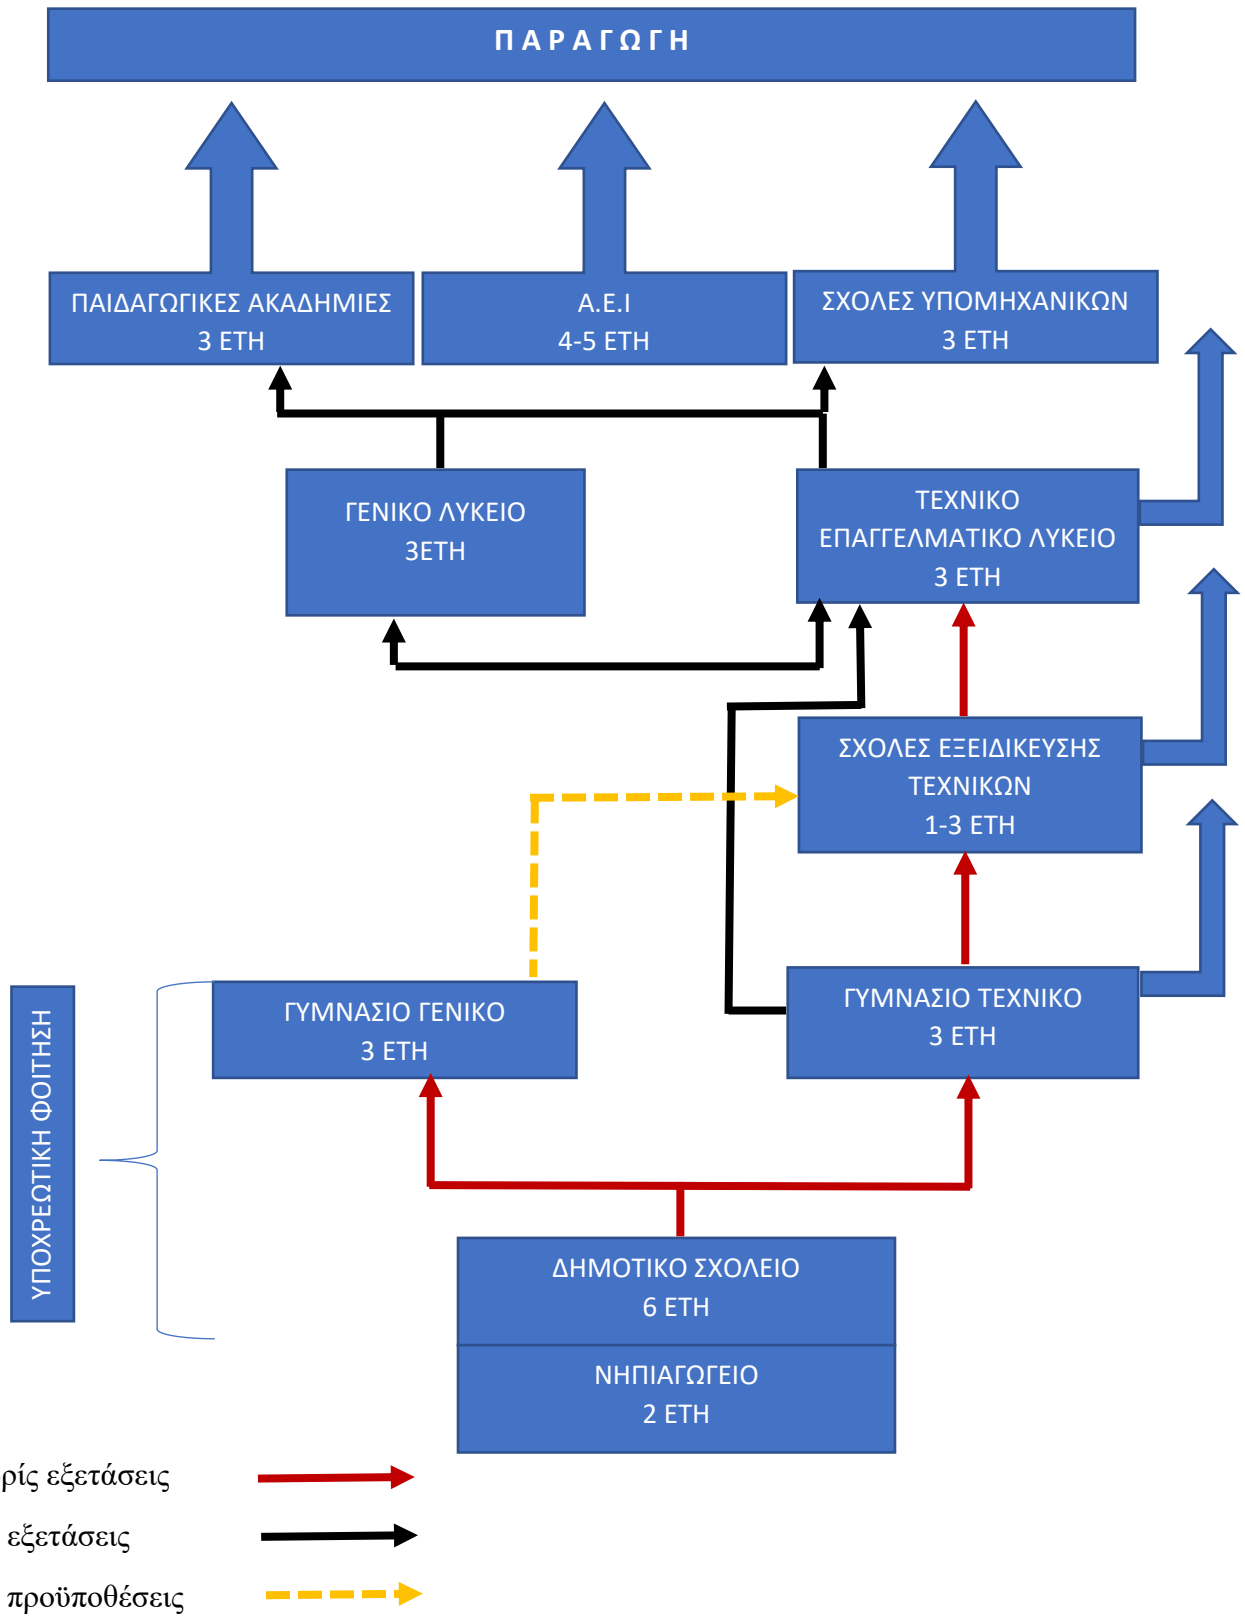 Π Α Ρ Α Γ Ω Γ Η
ΠΑΙΔΑΓΩΓΙΚΕΣ ΑΚΑΔΗΜΙΕΣ
3 ΕΤΗ
Α.Ε.Ι
4-5 ΕΤΗ
ΣΧΟΛΕΣ ΥΠΟΜΗΧΑΝΙΚΩΝ
3 ΕΤΗ
ΓΕΝΙΚΟ ΛΥΚΕΙΟ
3ΕΤΗ
ΤΕΧΝΙΚΟ
ΕΠΑΓΓΕΛΜΑΤΙΚΟ ΛΥΚΕΙΟ
3 ΕΤΗ
ΣΧΟΛΕΣ ΕΞΕΙΔΙΚΕΥΣΗΣ
ΤΕΧΝΙΚΩΝ
1-3 ΕΤΗ
ΓΥΜΝΑΣΙΟ ΓΕΝΙΚΟ
3 ΕΤΗ
ΓΥΜΝΑΣΙΟ ΤΕΧΝΙΚΟ
3 ΕΤΗ
ΥΠΟΧΡΕΩΤΙΚΗ ΦΟΙΤΗΣΗ
ΔΗΜΟΤΙΚΟ ΣΧΟΛΕΙΟ
6 ΕΤΗ
ΝΗΠΙΑΓΩΓΕΙΟ
2 ΕΤΗ
ρίς εξετάσεις
εξετάσεις
προϋποθέσεις